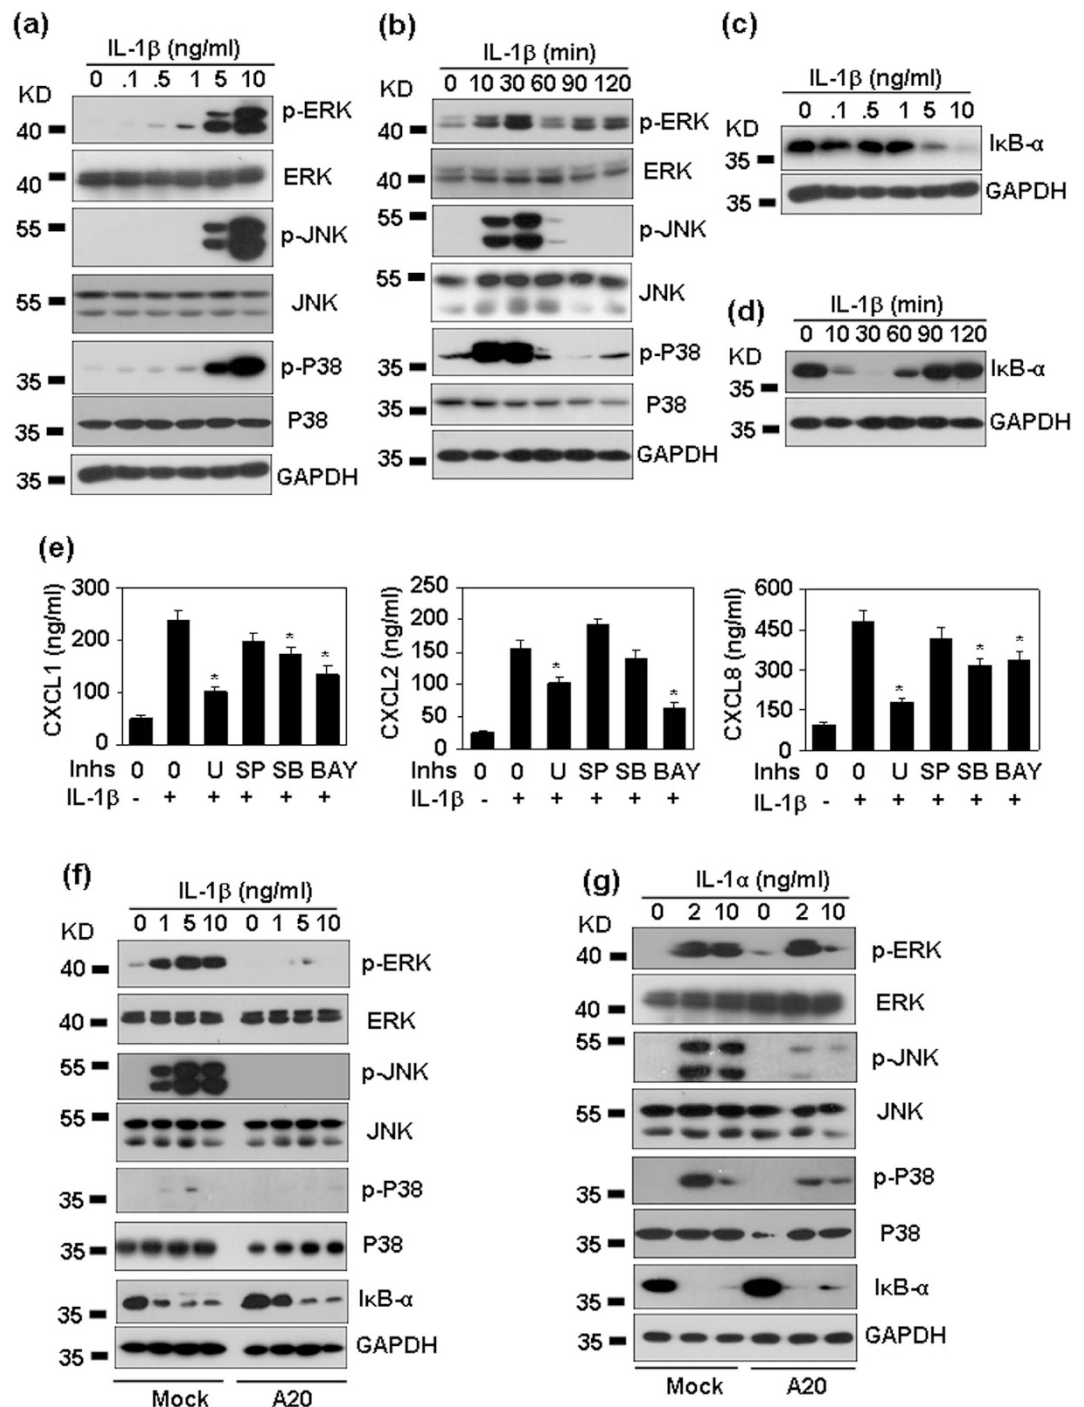 (a)
IL-1β (ng/ml)
0 .1 .5 1 5 10
KD
p-ERK
40
ERK
40
55
p-JNK
55
JNK
p-P38
35
P38
35
GAPDH
35
(b)
IL-1β (min)
0 10 30 60 90 120
KD
40
p-ERK
40
ERK
55
p-JNK
55
JNK
p-P38
35
35
P38
35
GAPDH
(c)
IL-1β (ng/ml)
0 .1 .5 1 5 10
KD
IκB-α
35
35
GAPDH
(d)
IL-1β (min)
0 10 30 60 90 120
KD
IκB-α
35
35
GAPDH
(e)
CXCL1 (ng/ml)
300
200
100
0
Inhs 0 0 U SP SB BAY
IL-1β - + + + + +
* * *
CXCL2 (ng/ml)
250
200
150
100
50
0
0 0 U SP SB BAY
- + + + + +
* *
CXCL8 (ng/ml)
600
450
300
150
0
0 0 U SP SB BAY
- + + + + +
* * *
(f)
IL-1β (ng/ml)
0 1 5 10 0 1 5 10
KD
40
p-ERK
40
ERK
55
p-JNK
55
JNK
35
p-P38
35
P38
35
IκB-α
35
GAPDH
Mock A20
(g)
IL-1α (ng/ml)
0 2 10 0 2 10
KD
40
p-ERK
40
ERK
55
p-JNK
55
JNK
35
p-P38
35
P38
35
IκB-α
35
GAPDH
Mock A20